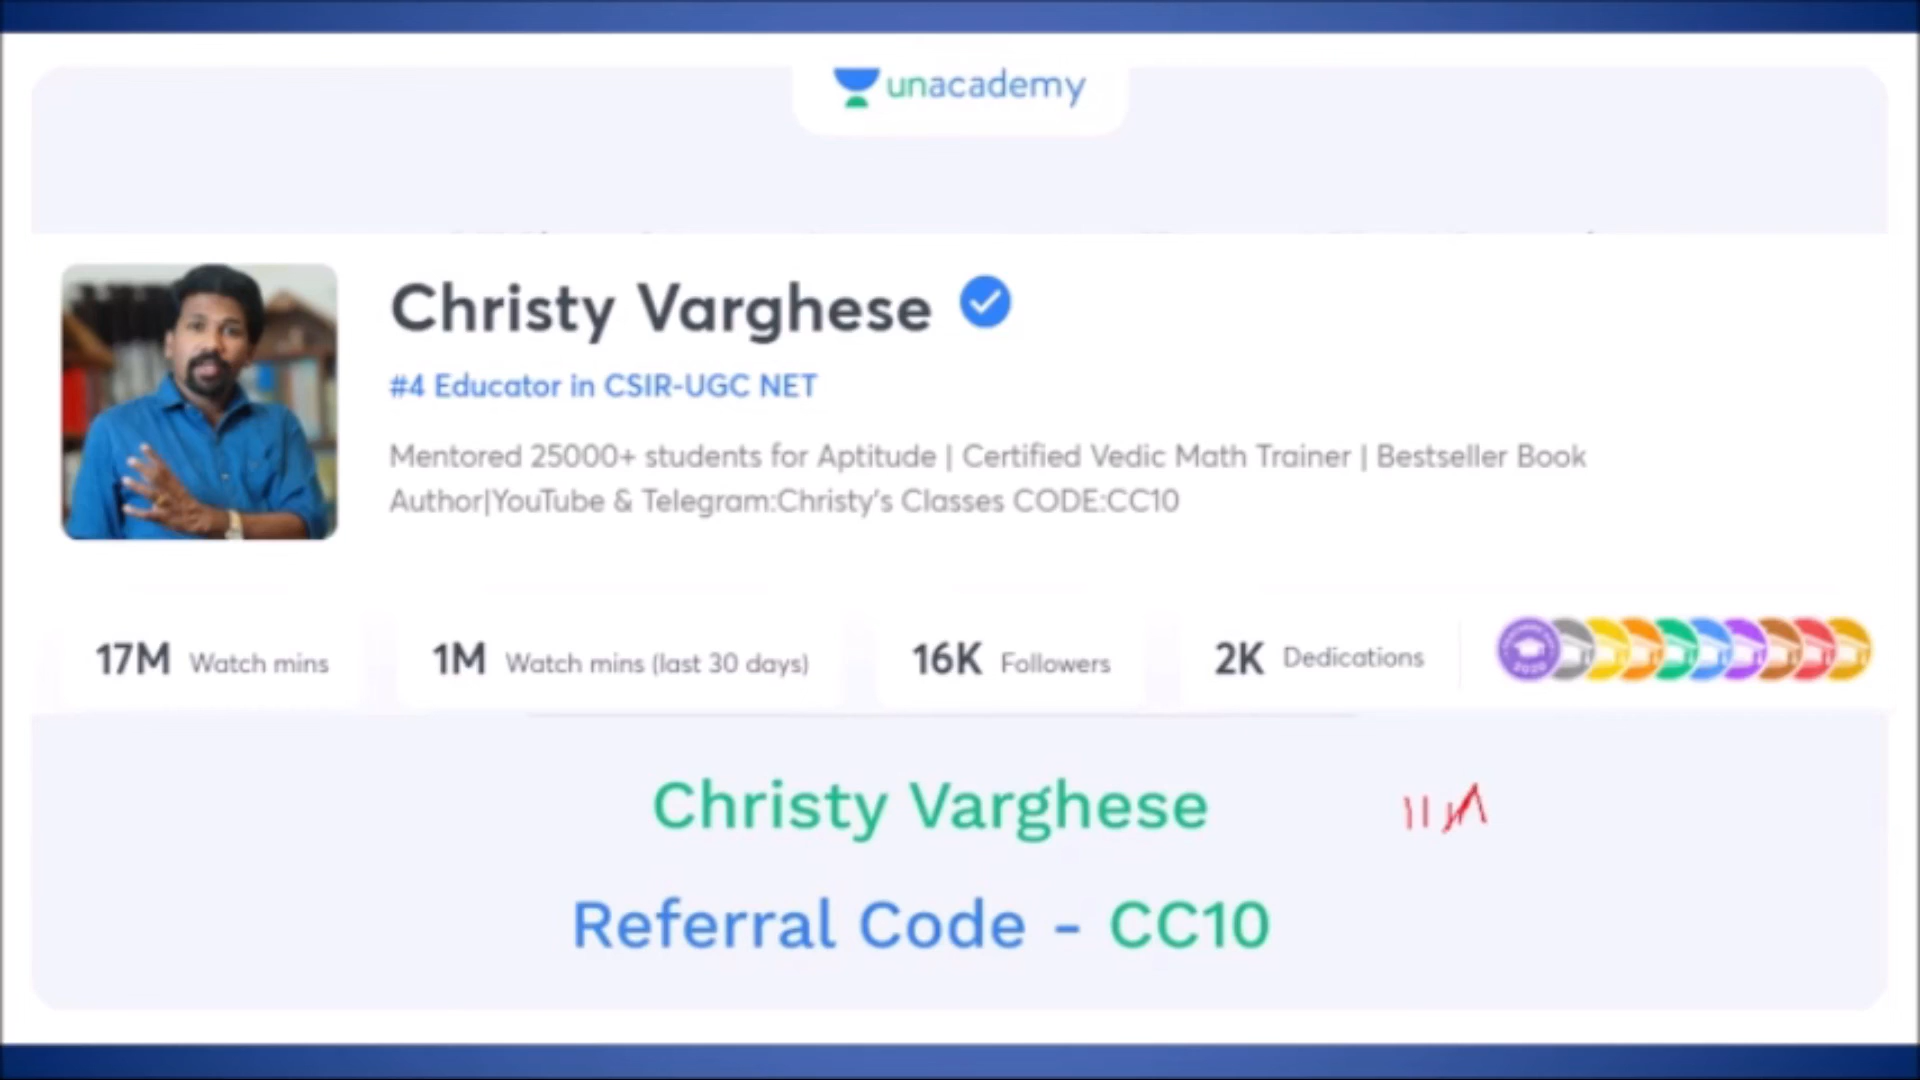 unacademy
Christy Varghese
#4 Educator in CSIR-UGC NET
Mentored 25000+ students for Aptitude | Certified Vedic Math Trainer | Bestseller Book
Author|YouTube & Telegram:Christy's Classes CODE:CC10
17M Watch mins 1M Watch mins (last 30 days) 16K Followers 2K Dedications
Christy Varghese
Referral Code - CC10